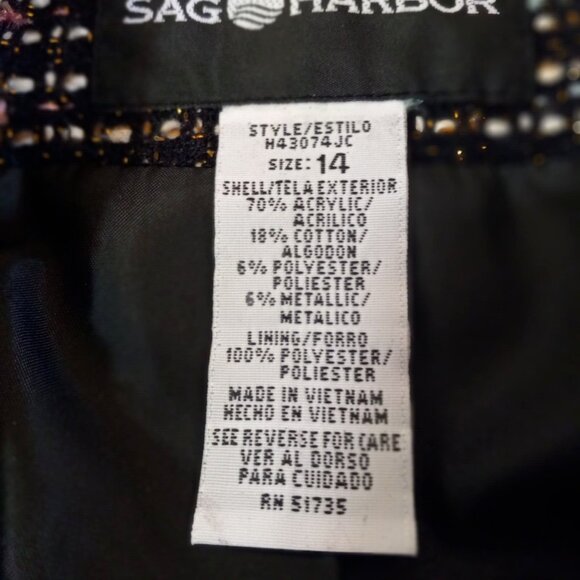 SAG HARBOR
STYLE/ESTILO
H43074JC
SIZE: 14
SHELL/TELA EXTERIOR
70% ACRYLIC/
ACRILICO
18% COTTON/
ALGODON
6% POLYESTER/
POLIESTER
6% METALLIC/
METALICO
LINING/FORRO
100% POLYESTER/
POLIESTER
MADE IN VIETNAM
HECHO EN VIETNAM
SEE REVERSE FOR CARE
VER AL DORSO
PARA CUIDADO
RN 51735